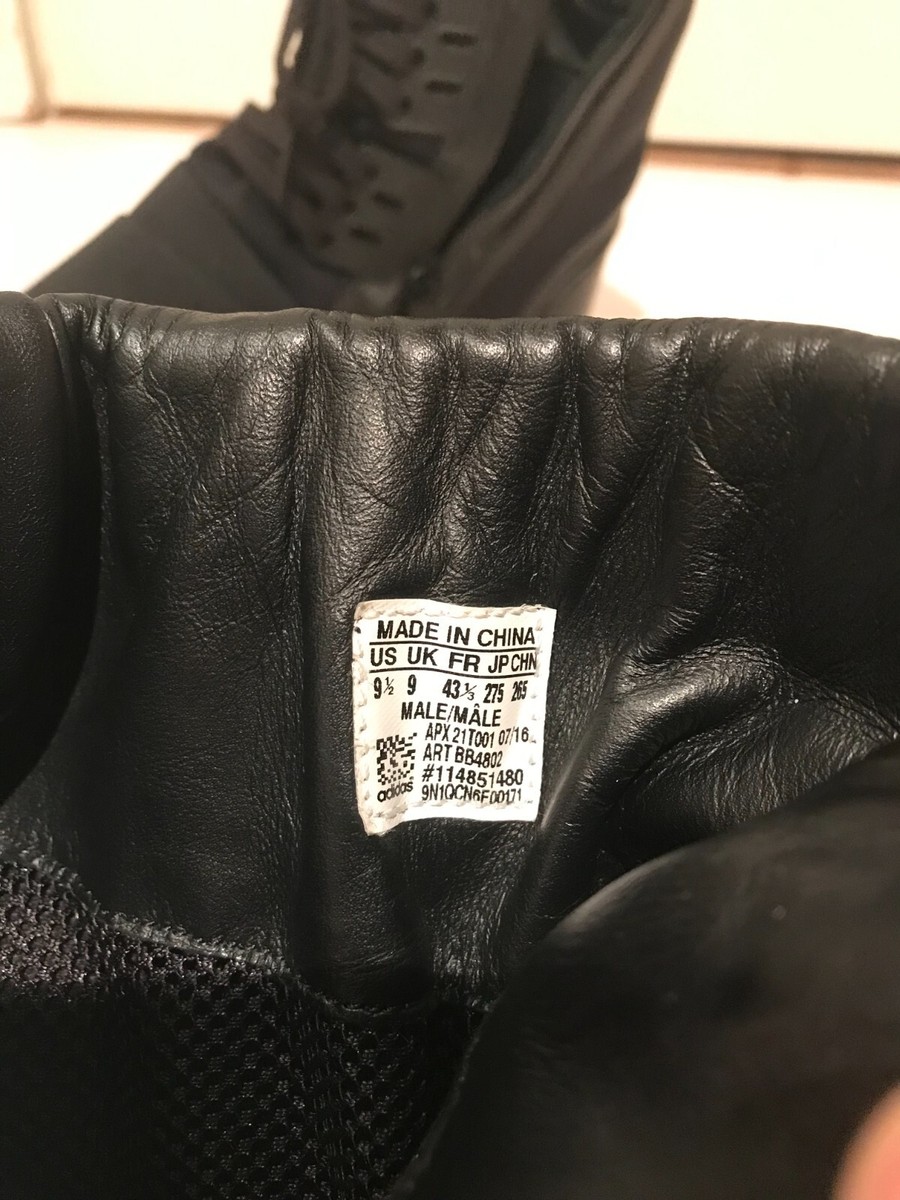 MADE IN CHINA
US UK FR JP CHN
9½ 9 43⅓ 275 265
MALE/MÂLE
APX 21T001 07/16
ART BB4802
#114851480
adidas 9N1QCN6F00171